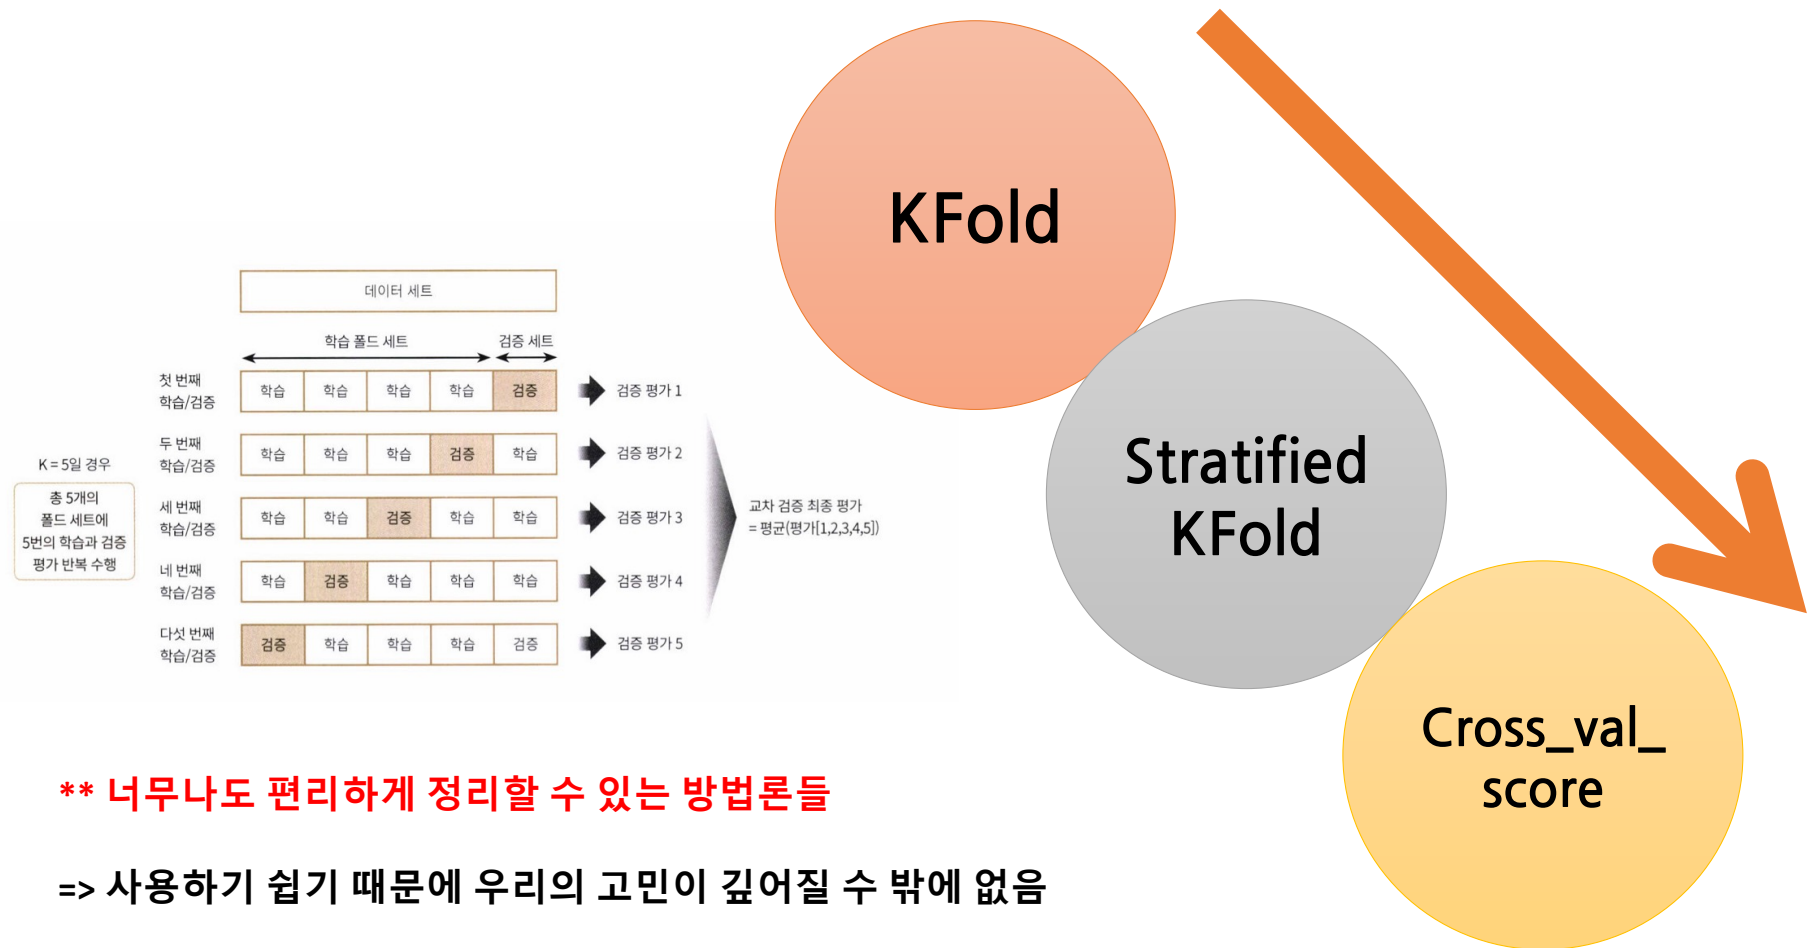 KFold
Stratified
KFold
Cross_val_
score
데이터 세트
학습 폴드 세트 검증 세트
첫 번째
학습/검증
학습 학습 학습 학습 검증 검증 평가 1
두 번째
학습/검증
학습 학습 학습 검증 학습 검증 평가 2
K = 5일 경우
총 5개의
폴드 세트에
5번의 학습과 검증
평가 반복 수행
세 번째
학습/검증
학습 학습 검증 학습 학습 검증 평가 3
네 번째
학습/검증
학습 검증 학습 학습 학습 검증 평가 4
다섯 번째
학습/검증
검증 학습 학습 학습 검증 검증 평가 5
교차 검증 최종 평가
= 평균(평가[1,2,3,4,5])
** 너무나도 편리하게 정리할 수 있는 방법론들
=> 사용하기 쉽기 때문에 우리의 고민이 깊어질 수 밖에 없음